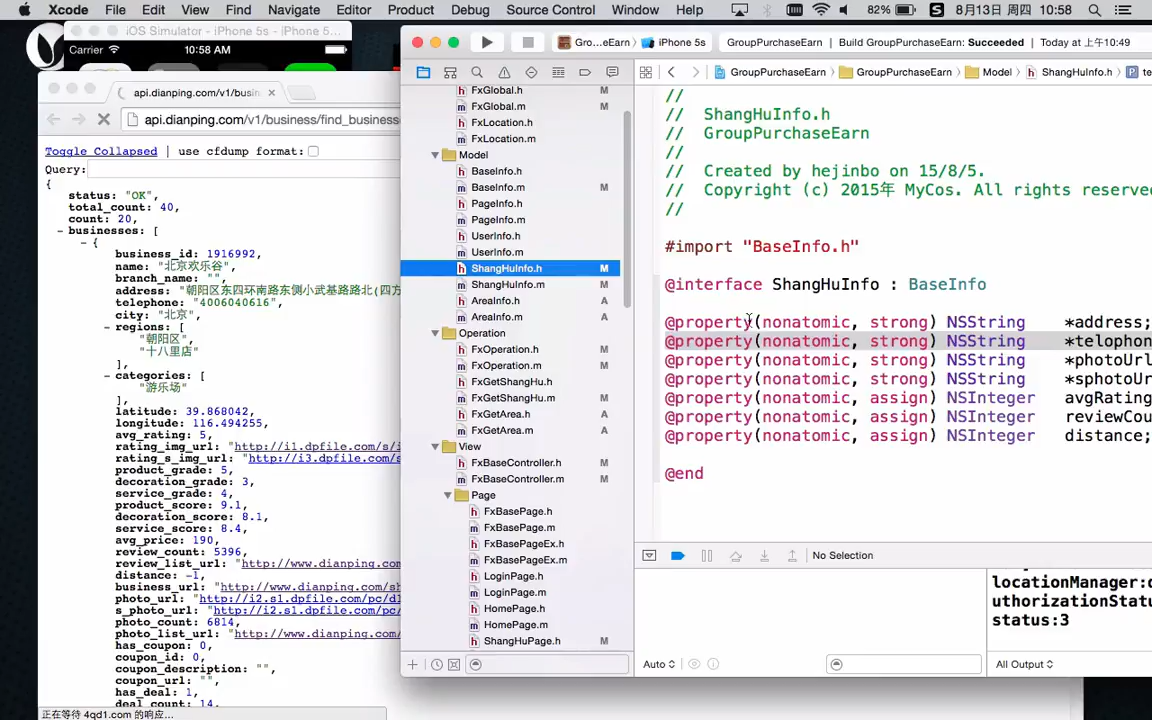 Xcode File Edit View Find Navigate Editor Product Debug Source Control Window Help 82% 8月13日 周四 10:58
iOS Simulator - iPhone 5s - iPhone 5s...
Carrier 10:58 AM
api.dianping.com/v1/busin
api.dianping.com/v1/business/find_businesse
Toggle Collapsed | use cfdump format:
Query:
{
status: "OK",
total_count: 40,
count: 20,
− businesses: [
− {
business_id: 1916992,
name: "北京欢乐谷",
branch_name: "",
address: "朝阳区东四环南路东侧小武基路路北(四方
telephone: "4006040616",
city: "北京",
− regions: [
"朝阳区",
"十八里店"
],
− categories: [
"游乐场"
],
latitude: 39.868042,
longitude: 116.494255,
avg_rating: 5,
rating_img_url: "http://i1.dpfile.com/s/i
rating_s_img_url: "http://i3.dpfile.com/s
product_grade: 5,
decoration_grade: 3,
service_grade: 4,
product_score: 9.1,
decoration_score: 8.1,
service_score: 8.4,
avg_price: 190,
review_count: 5396,
review_list_url: "http://www.dianping.com
distance: -1,
business_url: "http://www.dianping.com/sh
photo_url: "http://i2.s1.dpfile.com/pc/d1
s_photo_url: "http://i2.s1.dpfile.com/pc/
photo_count: 6814,
photo_list_url: "http://www.dianping.com/
has_coupon: 0,
coupon_id: 0,
coupon_description: "",
coupon_url: "",
has_deal: 1,
deal_count: 14,
正在等待 4qd1.com 的响应...
Gro...eEarn iPhone 5s GroupPurchaseEarn | Build GroupPurchaseEarn: Succeeded | Today at 上午10:49
GroupPurchaseEarn GroupPurchaseEarn Model ShangHuInfo.h P te
FxGlobal.h M
FxGlobal.m M
FxLocation.h
FxLocation.m
Model
BaseInfo.h
BaseInfo.m M
PageInfo.h
PageInfo.m
UserInfo.h
UserInfo.m
ShangHuInfo.h M
ShangHuInfo.m M
AreaInfo.h A
AreaInfo.m A
Operation
FxOperation.h
FxOperation.m M
FxGetShangHu.h
FxGetShangHu.m M
FxGetArea.h A
FxGetArea.m A
View
FxBaseController.h M
FxBaseController.m M
Page
FxBasePage.h
FxBasePage.m
FxBasePageEx.h
FxBasePageEx.m
LoginPage.h
LoginPage.m
HomePage.h
HomePage.m
ShangHuPage.h M
//
// ShangHuInfo.h
// GroupPurchaseEarn
//
// Created by hejinbo on 15/8/5.
// Copyright (c) 2015年 MyCos. All rights reserve
//
#import "BaseInfo.h"
@interface ShangHuInfo : BaseInfo
@property(nonatomic, strong) NSString *address;
@property(nonatomic, strong) NSString *telophon
@property(nonatomic, strong) NSString *photoUrl
@property(nonatomic, strong) NSString *sphotoUr
@property(nonatomic, assign) NSInteger avgRating
@property(nonatomic, assign) NSInteger reviewCou
@property(nonatomic, assign) NSInteger distance;
@end
No Selection
locationManager:d
uthorizationStatu
status:3
Auto All Output